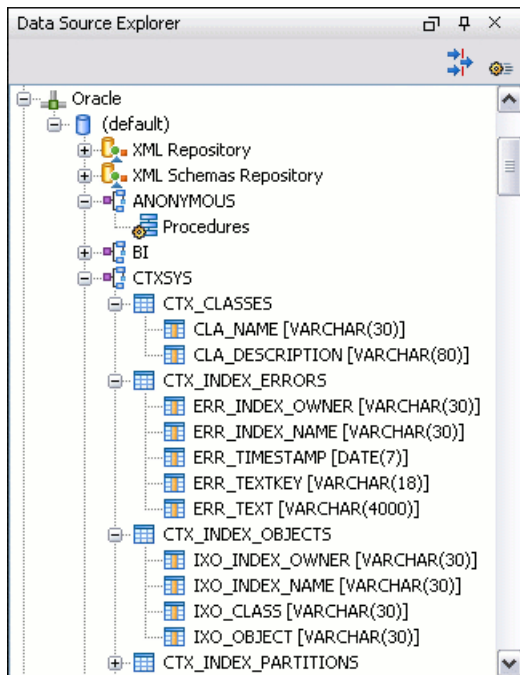 Data Source Explorer
Oracle
(default)
XML Repository
XML Schemas Repository
ANONYMOUS
Procedures
BI
CTXSYS
CTX_CLASSES
CLA_NAME [VARCHAR(30)]
CLA_DESCRIPTION [VARCHAR(80)]
CTX_INDEX_ERRORS
ERR_INDEX_OWNER [VARCHAR(30)]
ERR_INDEX_NAME [VARCHAR(30)]
ERR_TIMESTAMP [DATE(7)]
ERR_TEXTKEY [VARCHAR(18)]
ERR_TEXT [VARCHAR(4000)]
CTX_INDEX_OBJECTS
IXO_INDEX_OWNER [VARCHAR(30)]
IXO_INDEX_NAME [VARCHAR(30)]
IXO_CLASS [VARCHAR(30)]
IXO_OBJECT [VARCHAR(30)]
CTX_INDEX_PARTITIONS